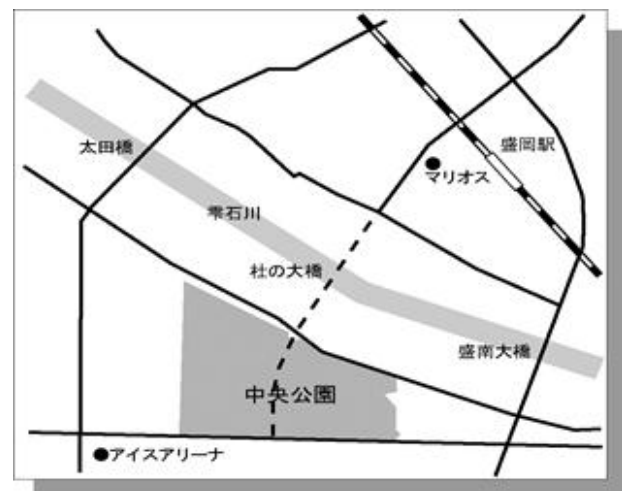 太田橋
盛岡駅
マリオス
雫石川
杜の大橋
盛南大橋
中央公園
アイスアリーナ